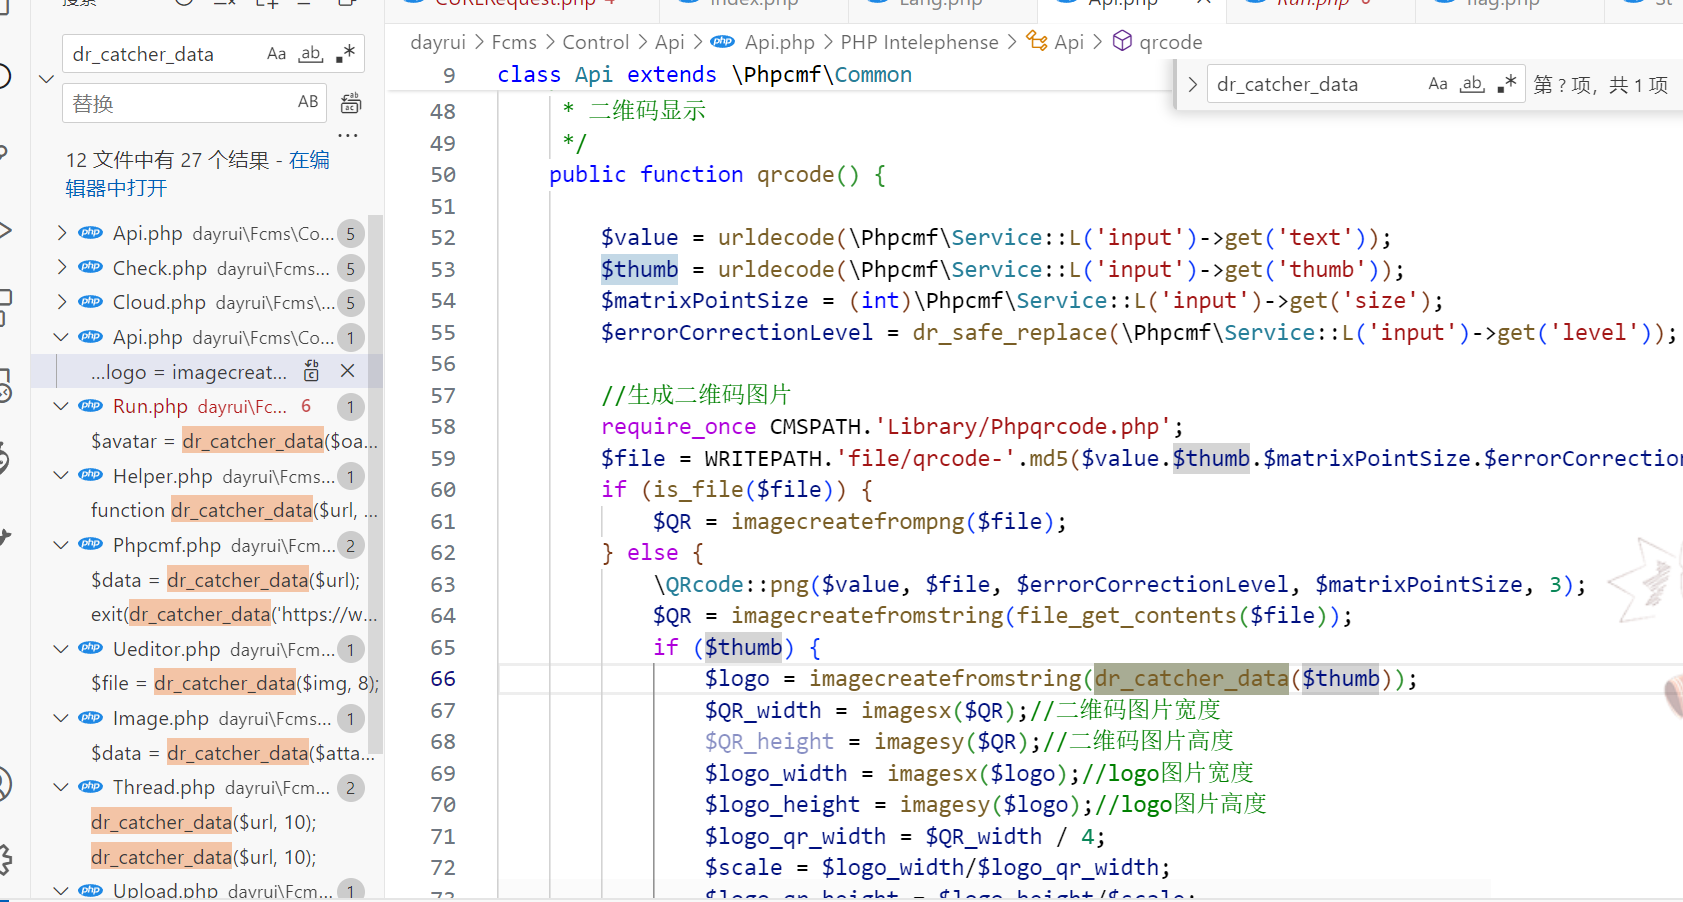 搜索
dr_catcher_data Aa ab .*
替换 AB
...
12 文件中有 27 个结果 - 在编
辑器中打开
Api.php dayrui\Fcms\Co... 5
Check.php dayrui\Fcms... 5
Cloud.php dayrui\Fcms\... 5
Api.php dayrui\Fcms\Co... 1
...logo = imagecreat...
Run.php dayrui\Fc... 6 1
$avatar = dr_catcher_data($oa...
Helper.php dayrui\Fcms... 1
function dr_catcher_data($url, ...
Phpcmf.php dayrui\Fcm... 2
$data = dr_catcher_data($url);
exit(dr_catcher_data('https://w...
Ueditor.php dayrui\Fcm... 1
$file = dr_catcher_data($img, 8);
Image.php dayrui\Fcms... 1
$data = dr_catcher_data($atta...
Thread.php dayrui\Fcm... 2
dr_catcher_data($url, 10);
dr_catcher_data($url, 10);
Upload.php dayrui\Fcm... 1
CURLRequest.php 4 index.php Lang.php Api.php Run.php 6 flag.php St
dayrui > Fcms > Control > Api > Api.php > PHP Intelephense > Api > qrcode
dr_catcher_data Aa ab .* 第 ? 项，共 1 项
9 class Api extends \Phpcmf\Common
48 * 二维码显示
49 */
50 public function qrcode() {
51
52 $value = urldecode(\Phpcmf\Service::L('input')->get('text'));
53 $thumb = urldecode(\Phpcmf\Service::L('input')->get('thumb'));
54 $matrixPointSize = (int)\Phpcmf\Service::L('input')->get('size');
55 $errorCorrectionLevel = dr_safe_replace(\Phpcmf\Service::L('input')->get('level'));
56
57 //生成二维码图片
58 require_once CMSPATH.'Library/Phpqrcode.php';
59 $file = WRITEPATH.'file/qrcode-'.md5($value.$thumb.$matrixPointSize.$errorCorrection
60 if (is_file($file)) {
61 $QR = imagecreatefrompng($file);
62 } else {
63 \QRcode::png($value, $file, $errorCorrectionLevel, $matrixPointSize, 3);
64 $QR = imagecreatefromstring(file_get_contents($file));
65 if ($thumb) {
66 $logo = imagecreatefromstring(dr_catcher_data($thumb));
67 $QR_width = imagesx($QR);//二维码图片宽度
68 $QR_height = imagesy($QR);//二维码图片高度
69 $logo_width = imagesx($logo);//logo图片宽度
70 $logo_height = imagesy($logo);//logo图片高度
71 $logo_qr_width = $QR_width / 4;
72 $scale = $logo_width/$logo_qr_width;
73 $logo_qr_height = $logo_height/$scale;